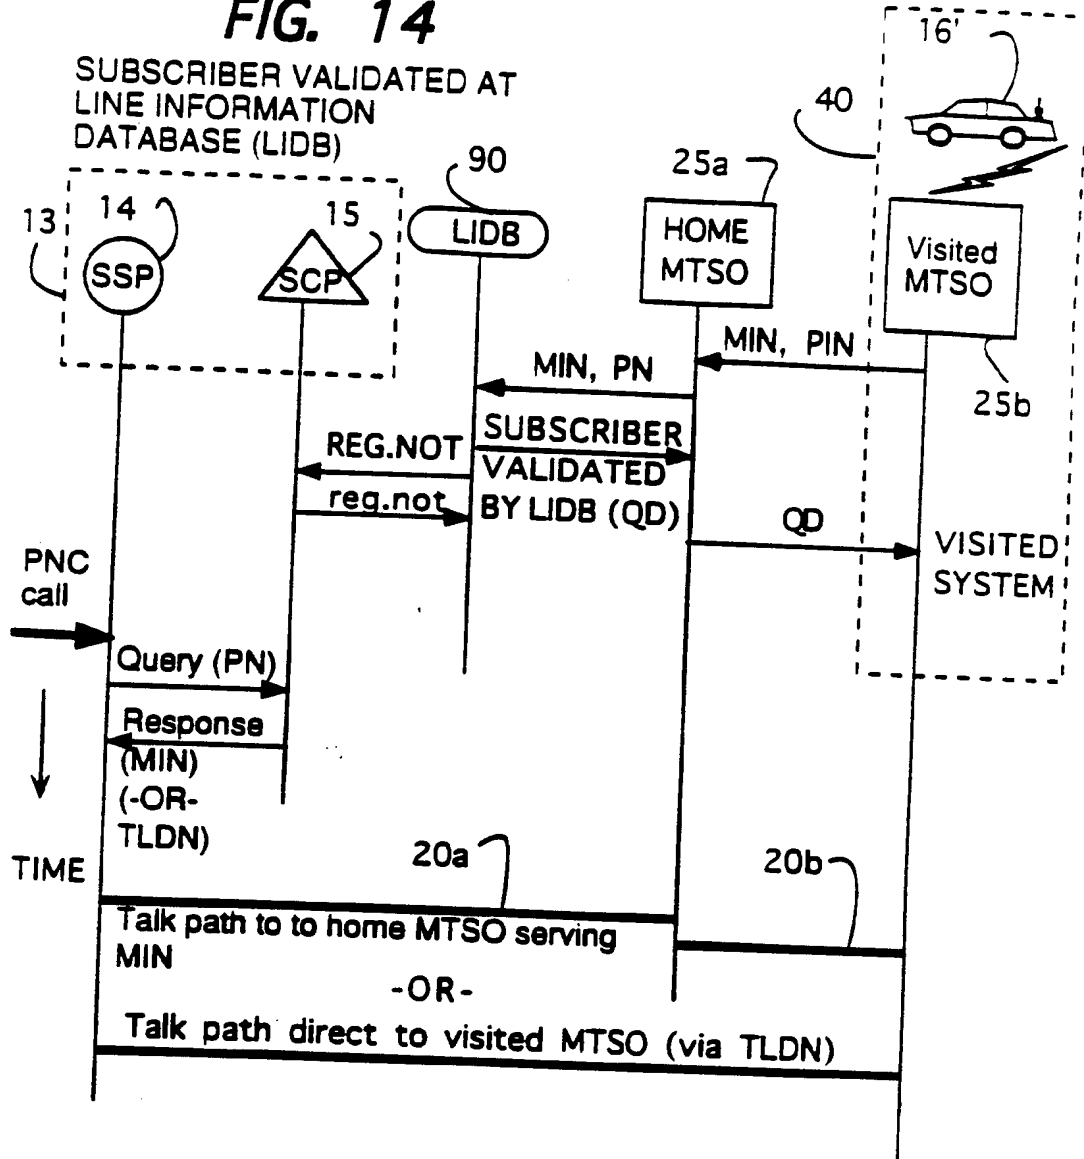 FIG. 14
SUBSCRIBER VALIDATED AT
LINE INFORMATION
DATABASE (LIDB)
16'
40
90
25a
13
14
15
SSP
SCP
LIDB
HOME
MTSO
Visited
MTSO
MIN, PIN
25b
MIN, PN
SUBSCRIBER
VALIDATED
BY LIDB (QD)
REG.NOT
reg.not
QD
VISITED
SYSTEM
PNC
call
Query (PN)
Response
(MIN)
(-OR-
TLDN)
TIME
20a
20b
Talk path to to home MTSO serving
MIN
-OR-
Talk path direct to visited MTSO (via TLDN)